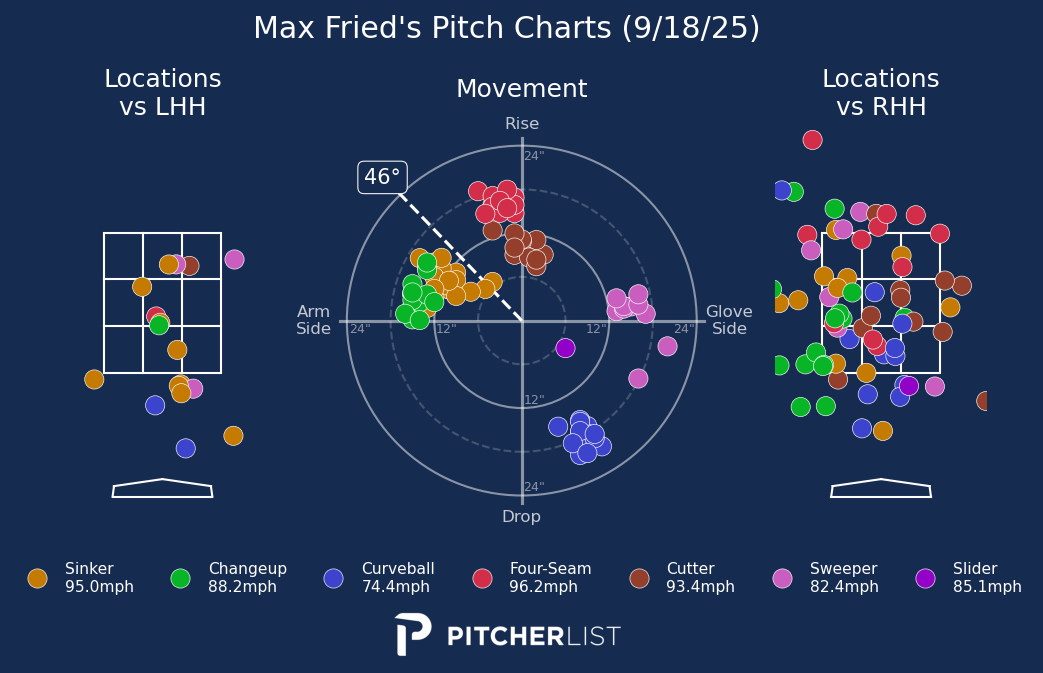 Max Fried's Pitch Charts (9/18/25)
Locations
vs LHH
Movement
Locations
vs RHH
Rise
24"
46°
Arm
Side
24"
12"
12"
24"
Glove
Side
12"
24"
Drop
Sinker
95.0mph
Changeup
88.2mph
Curveball
74.4mph
Four-Seam
96.2mph
Cutter
93.4mph
Sweeper
82.4mph
Slider
85.1mph
PITCHERLIST